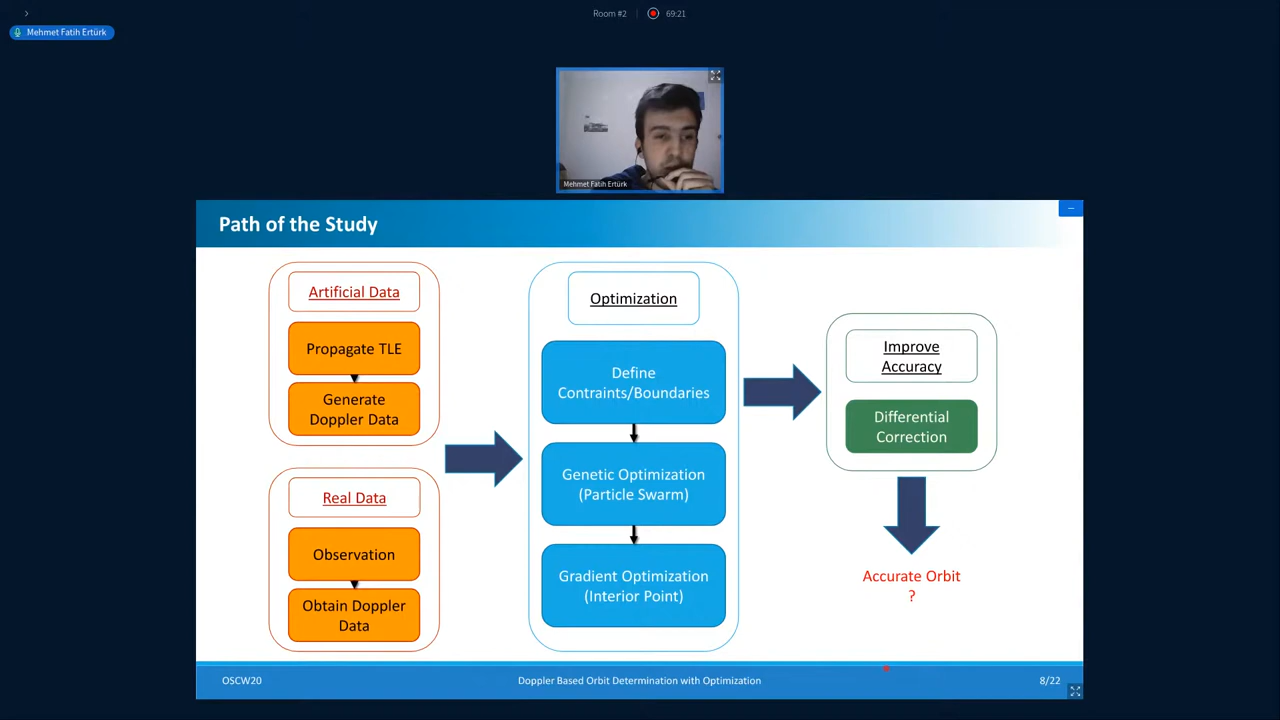 Room #2
69:21
Mehmet Fatih Ertürk
Mehmet Fatih Ertürk
Path of the Study
Artificial Data
Propagate TLE
Generate
Doppler Data
Real Data
Observation
Obtain Doppler
Data
Optimization
Define
Contraints/Boundaries
Genetic Optimization
(Particle Swarm)
Gradient Optimization
(Interior Point)
Improve
Accuracy
Differential
Correction
Accurate Orbit
?
OSCW20
Doppler Based Orbit Determination with Optimization
8/22